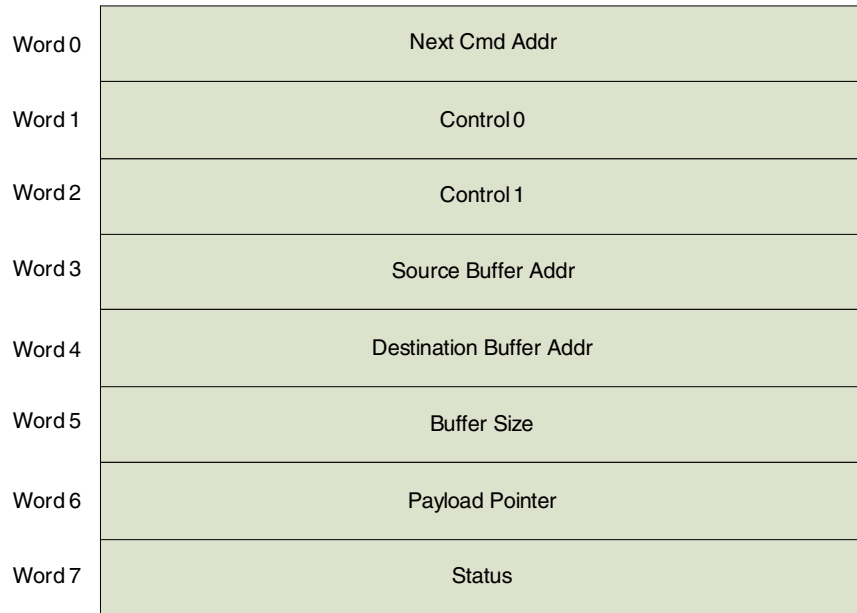 Word 0 Next Cmd Addr
Word 1 Control 0
Word 2 Control 1
Word 3 Source Buffer Addr
Word 4 Destination Buffer Addr
Word 5 Buffer Size
Word 6 Payload Pointer
Word 7 Status